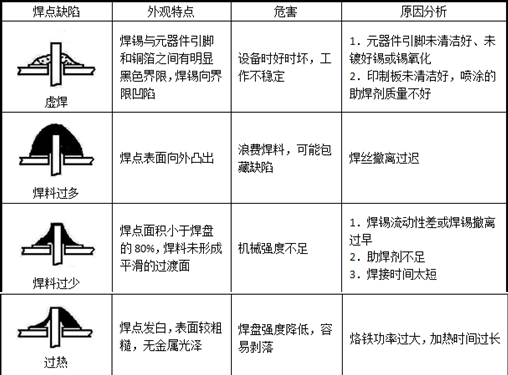 焊点缺陷 外观特点 危害 原因分析
虚焊
焊锡与元器件引脚
和铜箔之间有明显
黑色界限，焊锡向界
限凹陷
设备时好时坏，工
作不稳定
1．元器件引脚未清洁好、未
镀好锡或锡氧化
2．印制板未清洁好，喷涂的
助焊剂质量不好
焊料过多
焊点表面向外凸出
浪费焊料，可能包
藏缺陷
焊丝撤离过迟
焊料过少
焊点面积小于焊盘
的80%，焊料未形成
平滑的过渡面
机械强度不足
1．焊锡流动性差或焊锡撤离
过早
2．助焊剂不足
3．焊接时间太短
过热
焊点发白，表面较粗
糙，无金属光泽
焊盘强度降低，容
易剥落
烙铁功率过大，加热时间过长